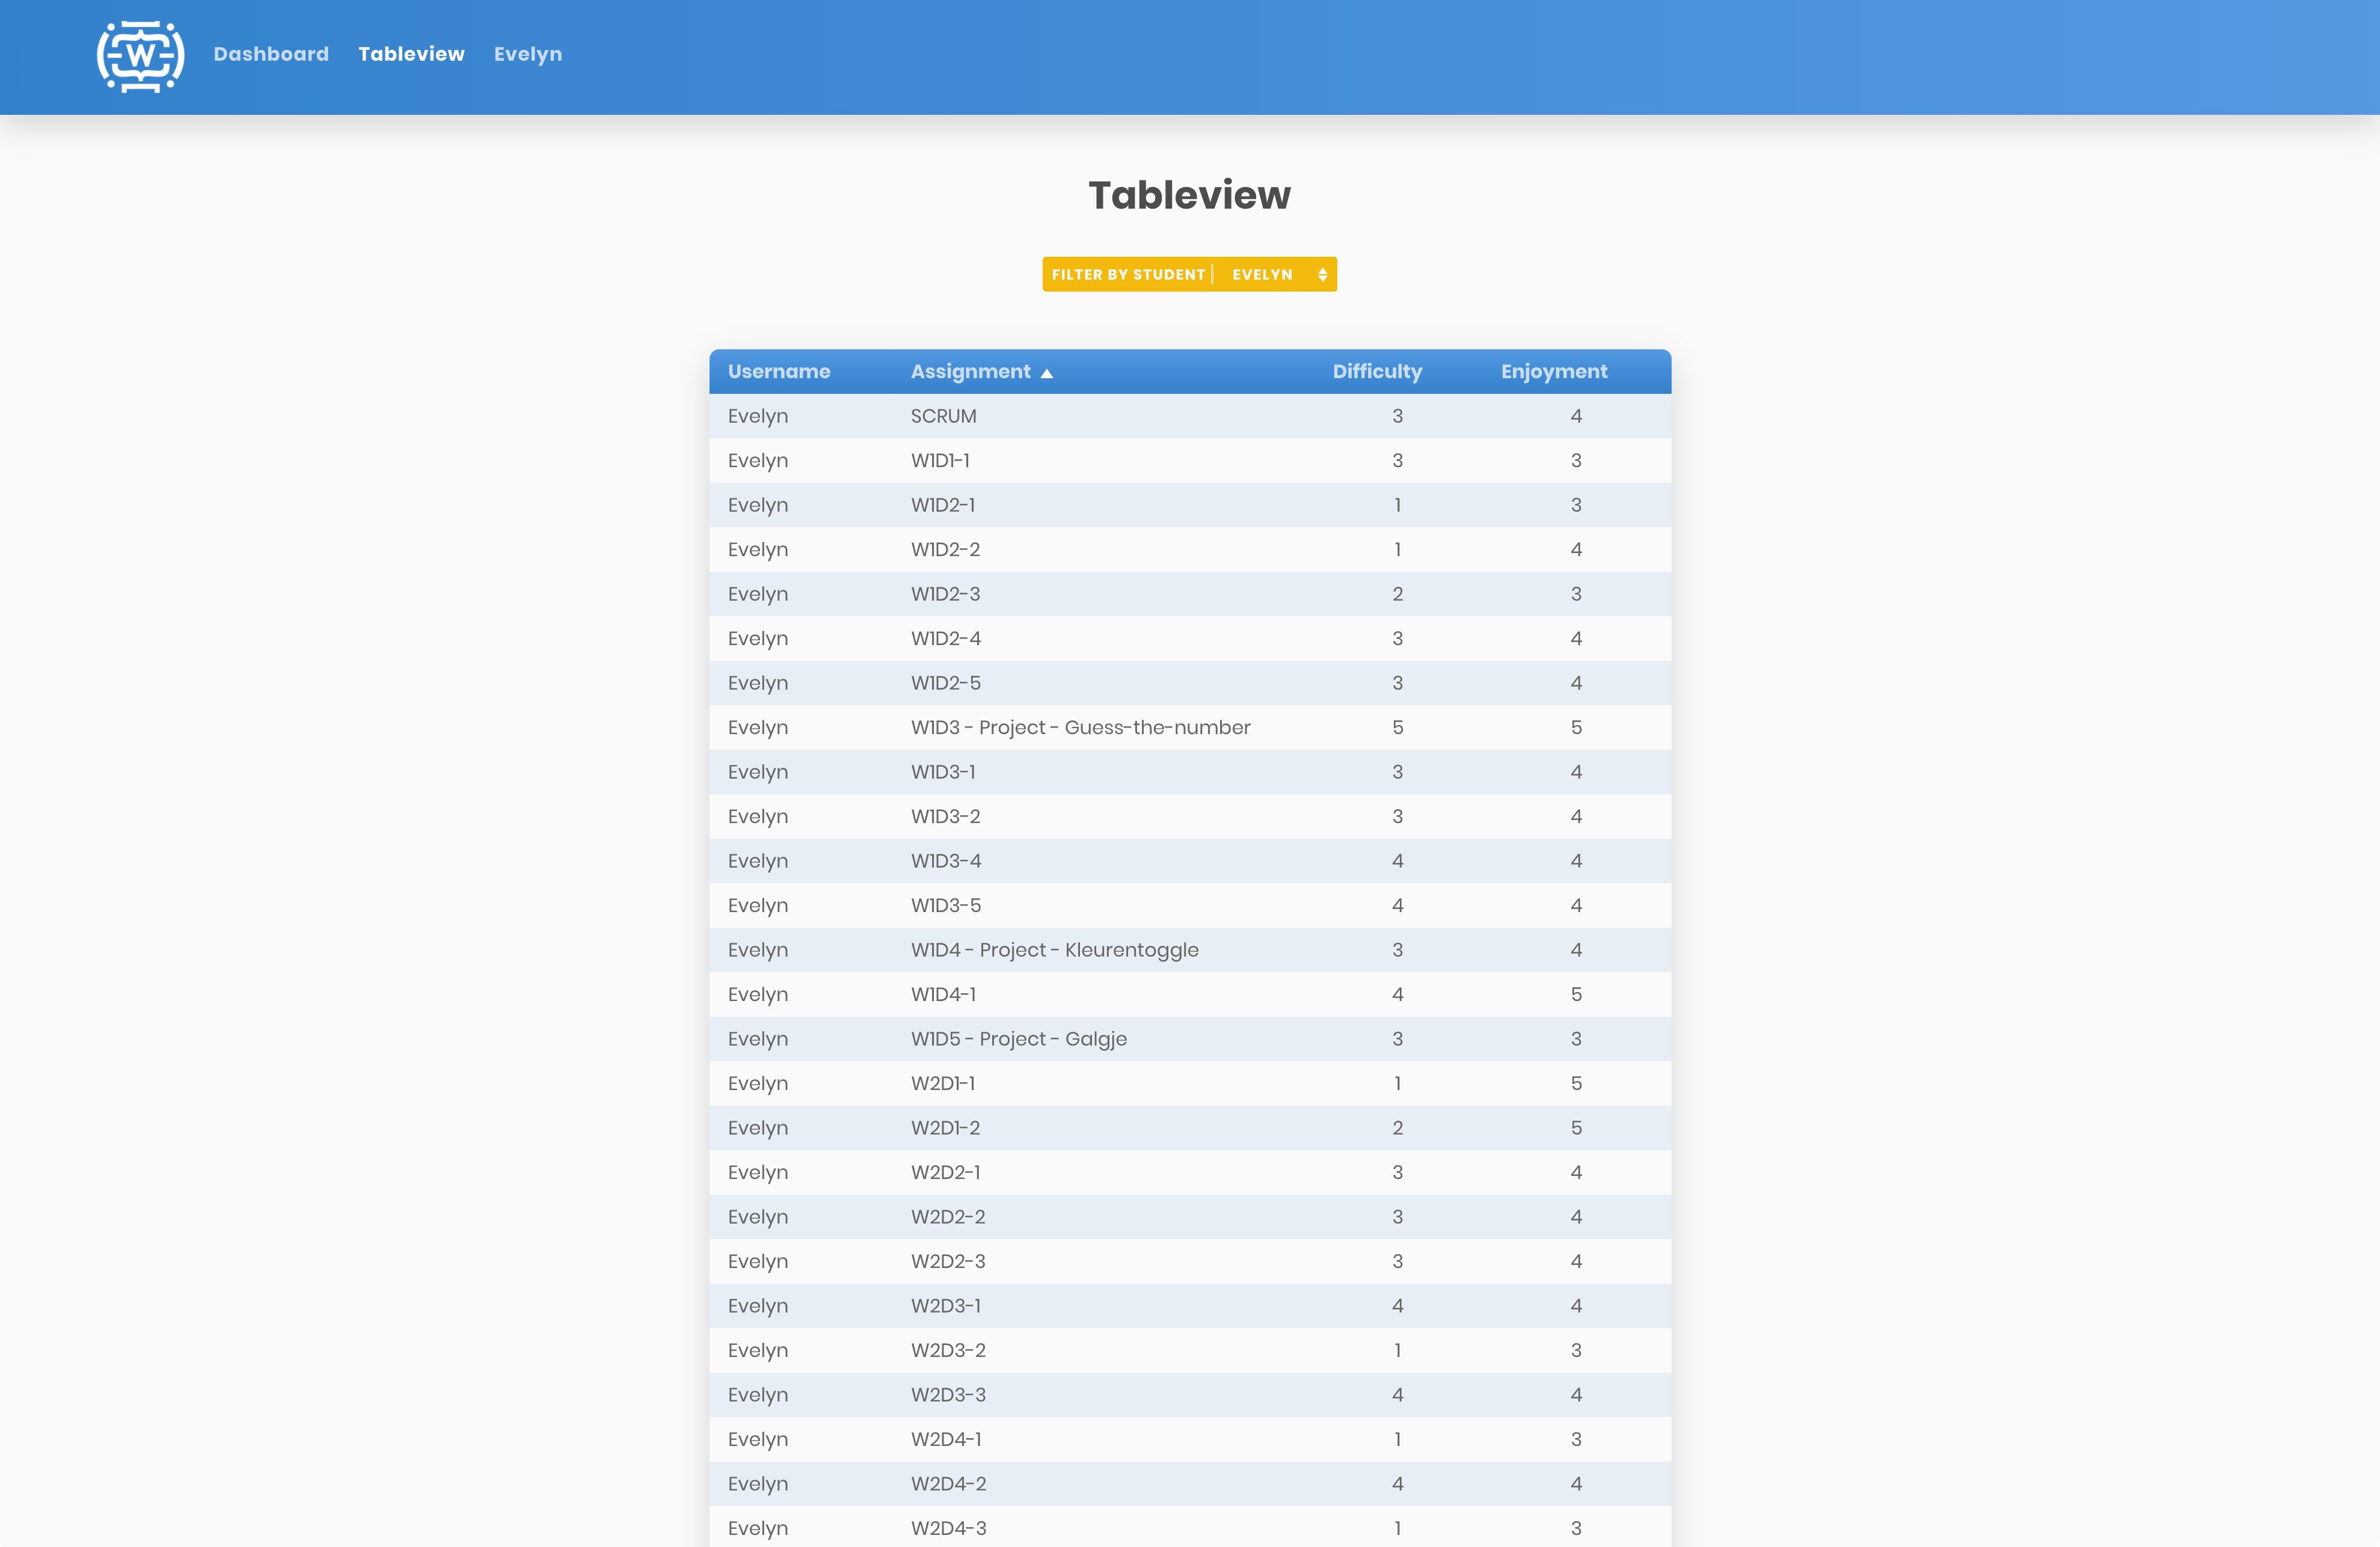 W
Dashboard Tableview Evelyn
Tableview
FILTER BY STUDENT EVELYN
Username Assignment Difficulty Enjoyment
Evelyn SCRUM 3 4
Evelyn W1D1-1 3 3
Evelyn W1D2-1 1 3
Evelyn W1D2-2 1 4
Evelyn W1D2-3 2 3
Evelyn W1D2-4 3 4
Evelyn W1D2-5 3 4
Evelyn W1D3 - Project - Guess-the-number 5 5
Evelyn W1D3-1 3 4
Evelyn W1D3-2 3 4
Evelyn W1D3-4 4 4
Evelyn W1D3-5 4 4
Evelyn W1D4 - Project - Kleurentoggle 3 4
Evelyn W1D4-1 4 5
Evelyn W1D5 - Project - Galgje 3 3
Evelyn W2D1-1 1 5
Evelyn W2D1-2 2 5
Evelyn W2D2-1 3 4
Evelyn W2D2-2 3 4
Evelyn W2D2-3 3 4
Evelyn W2D3-1 4 4
Evelyn W2D3-2 1 3
Evelyn W2D3-3 4 4
Evelyn W2D4-1 1 3
Evelyn W2D4-2 4 4
Evelyn W2D4-3 1 3